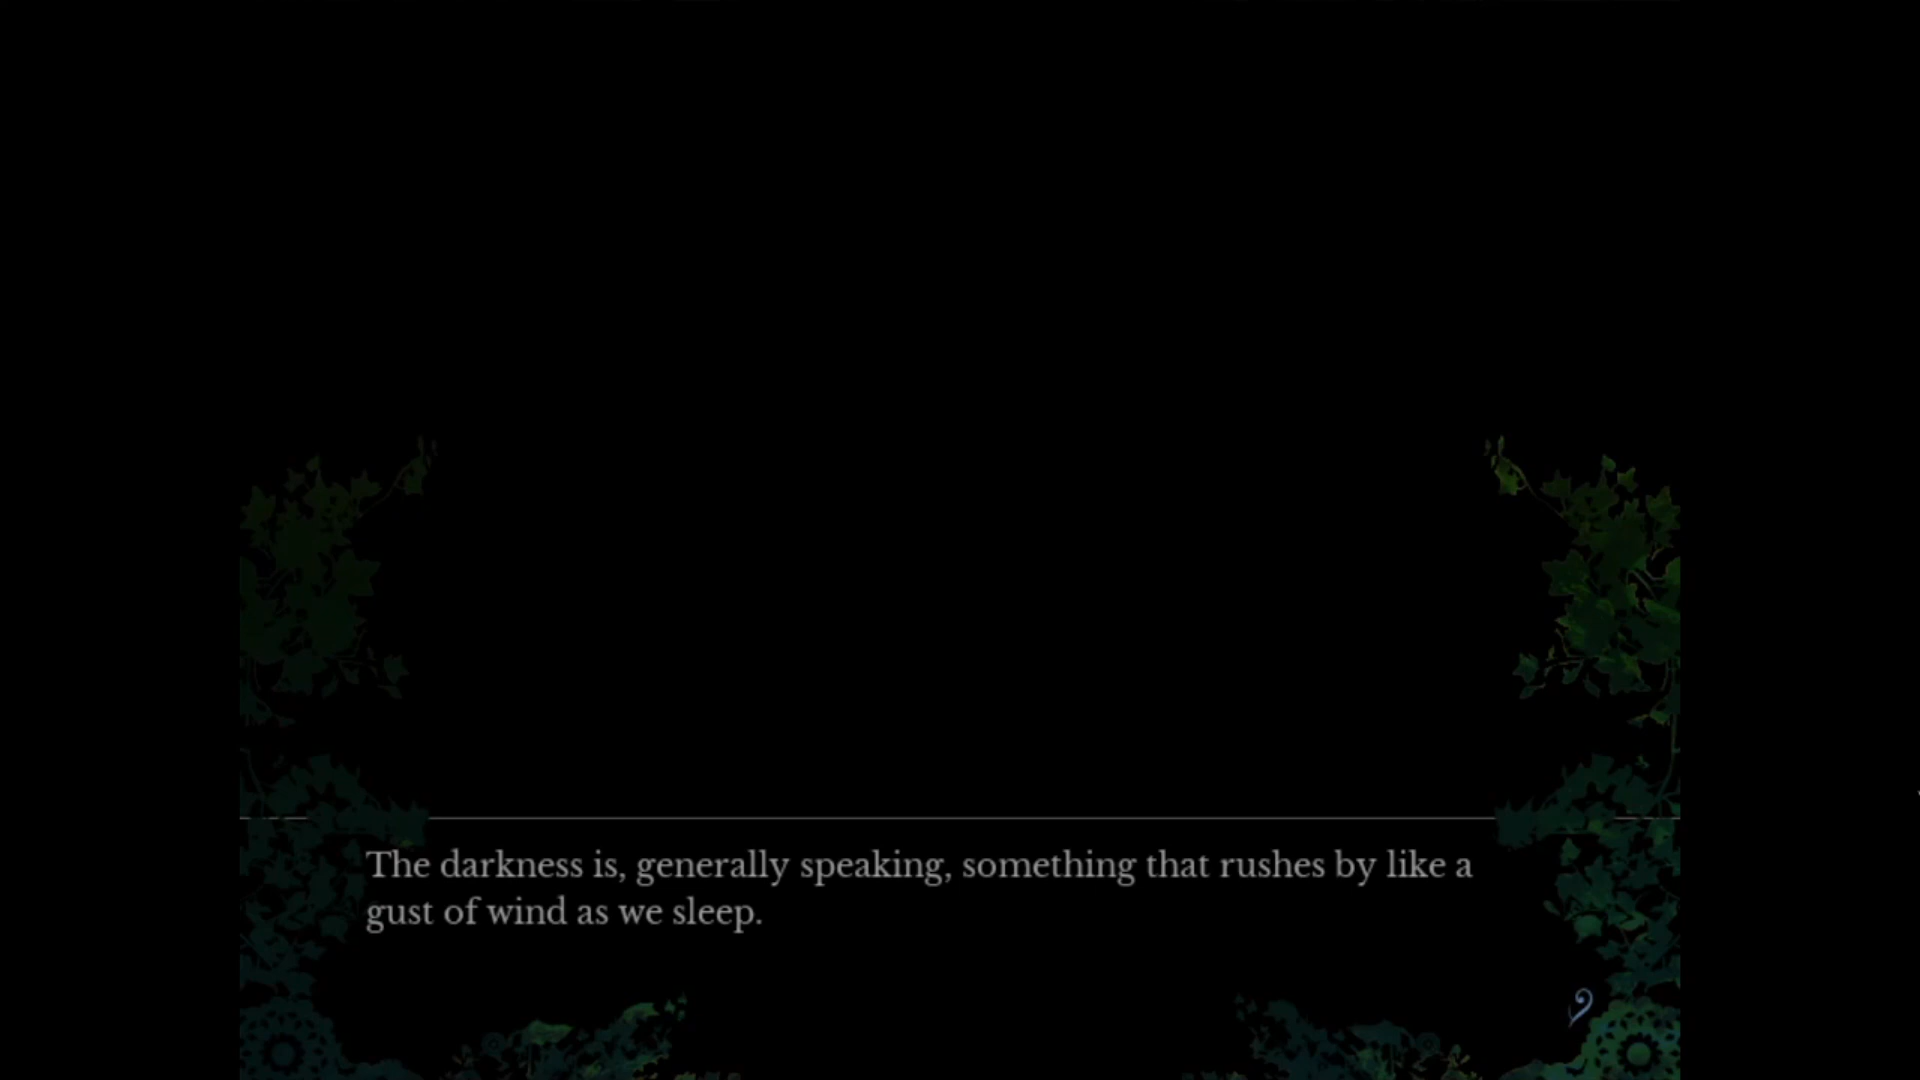 The darkness is, generally speaking, something that rushes by like a
gust of wind as we sleep.